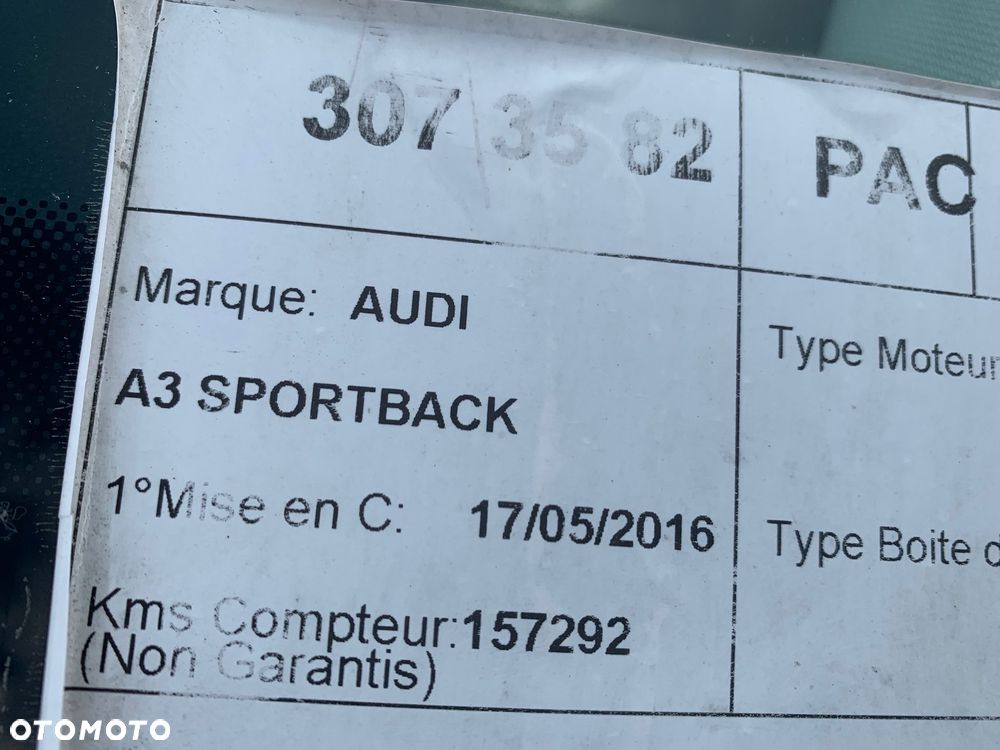 307 35 82
PAC
Marque: AUDI
A3 SPORTBACK
1°Mise en C: 17/05/2016
Kms Compteur:157292
(Non Garantis)
Type Moteur
Type Boite d
OTOMOTO